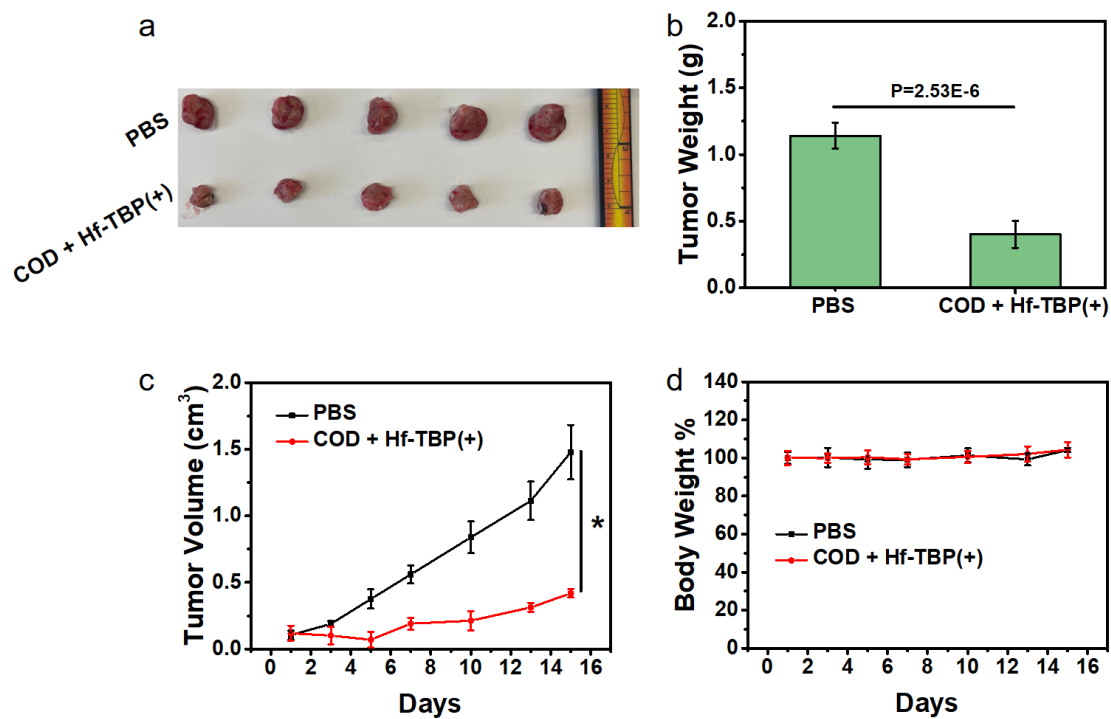 a
PBS
COD + Hf-TBP(+)
b
Tumor Weight (g)
2.0
1.5
1.0
0.5
0.0
P=2.53E-6
PBS
COD + Hf-TBP(+)
c
Tumor Volume (cm³)
2.0
1.5
1.0
0.5
0.0
PBS
COD + Hf-TBP(+)
*
0 2 4 6 8 10 12 14 16
Days
d
Body Weight %
140
120
100
80
60
40
20
0
PBS
COD + Hf-TBP(+)
0 2 4 6 8 10 12 14 16
Days